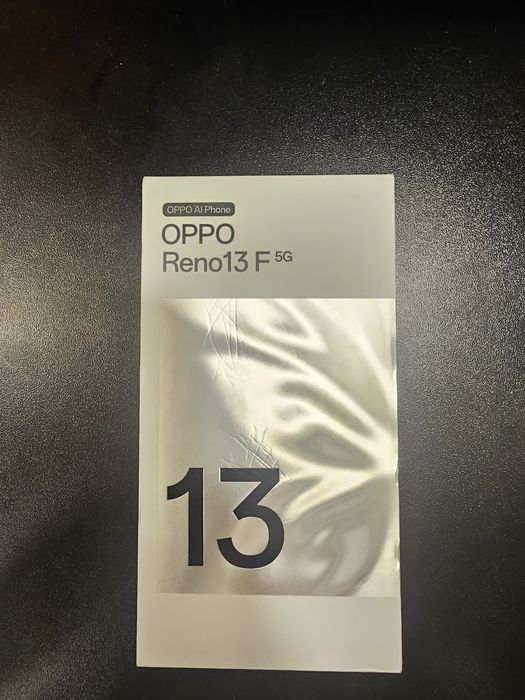 OPPO AI Phone
OPPO
Reno13 F 5G
13